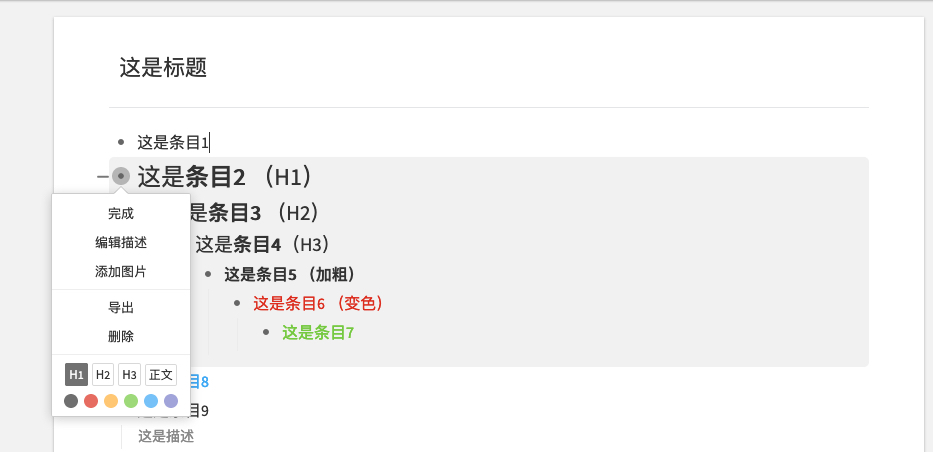 这是标题
这是条目1
这是条目2 （H1）
是条目3 （H2）
这是条目4（H3）
这是条目5 （加粗）
这是条目6 （变色）
这是条目7
目8
目9
这是描述
完成
编辑描述
添加图片
导出
删除
H1 H2 H3 正文